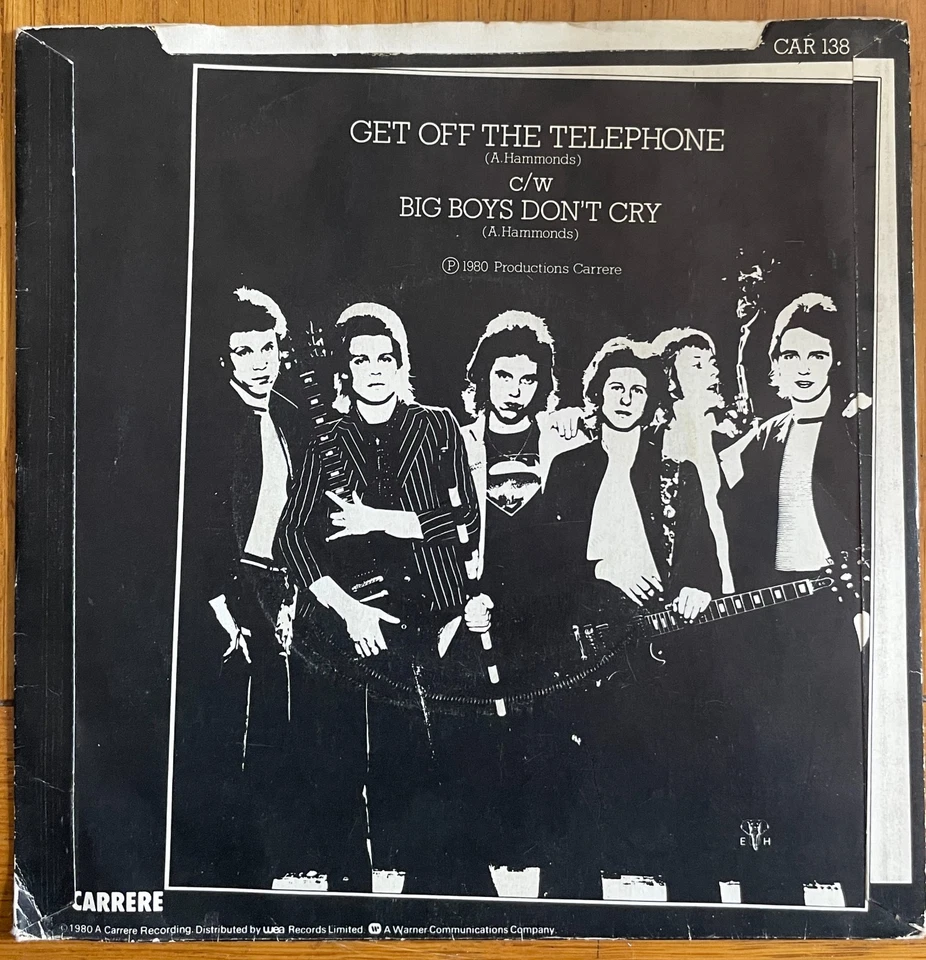 CAR 138
GET OFF THE TELEPHONE
(A.Hammonds)
C/W
BIG BOYS DON'T CRY
(A.Hammonds)
Ⓟ 1980 Productions Carrere
E H
CARRERE
©1980 A Carrere Recording. Distributed by wea Records Limited. W A Warner Communications Company.